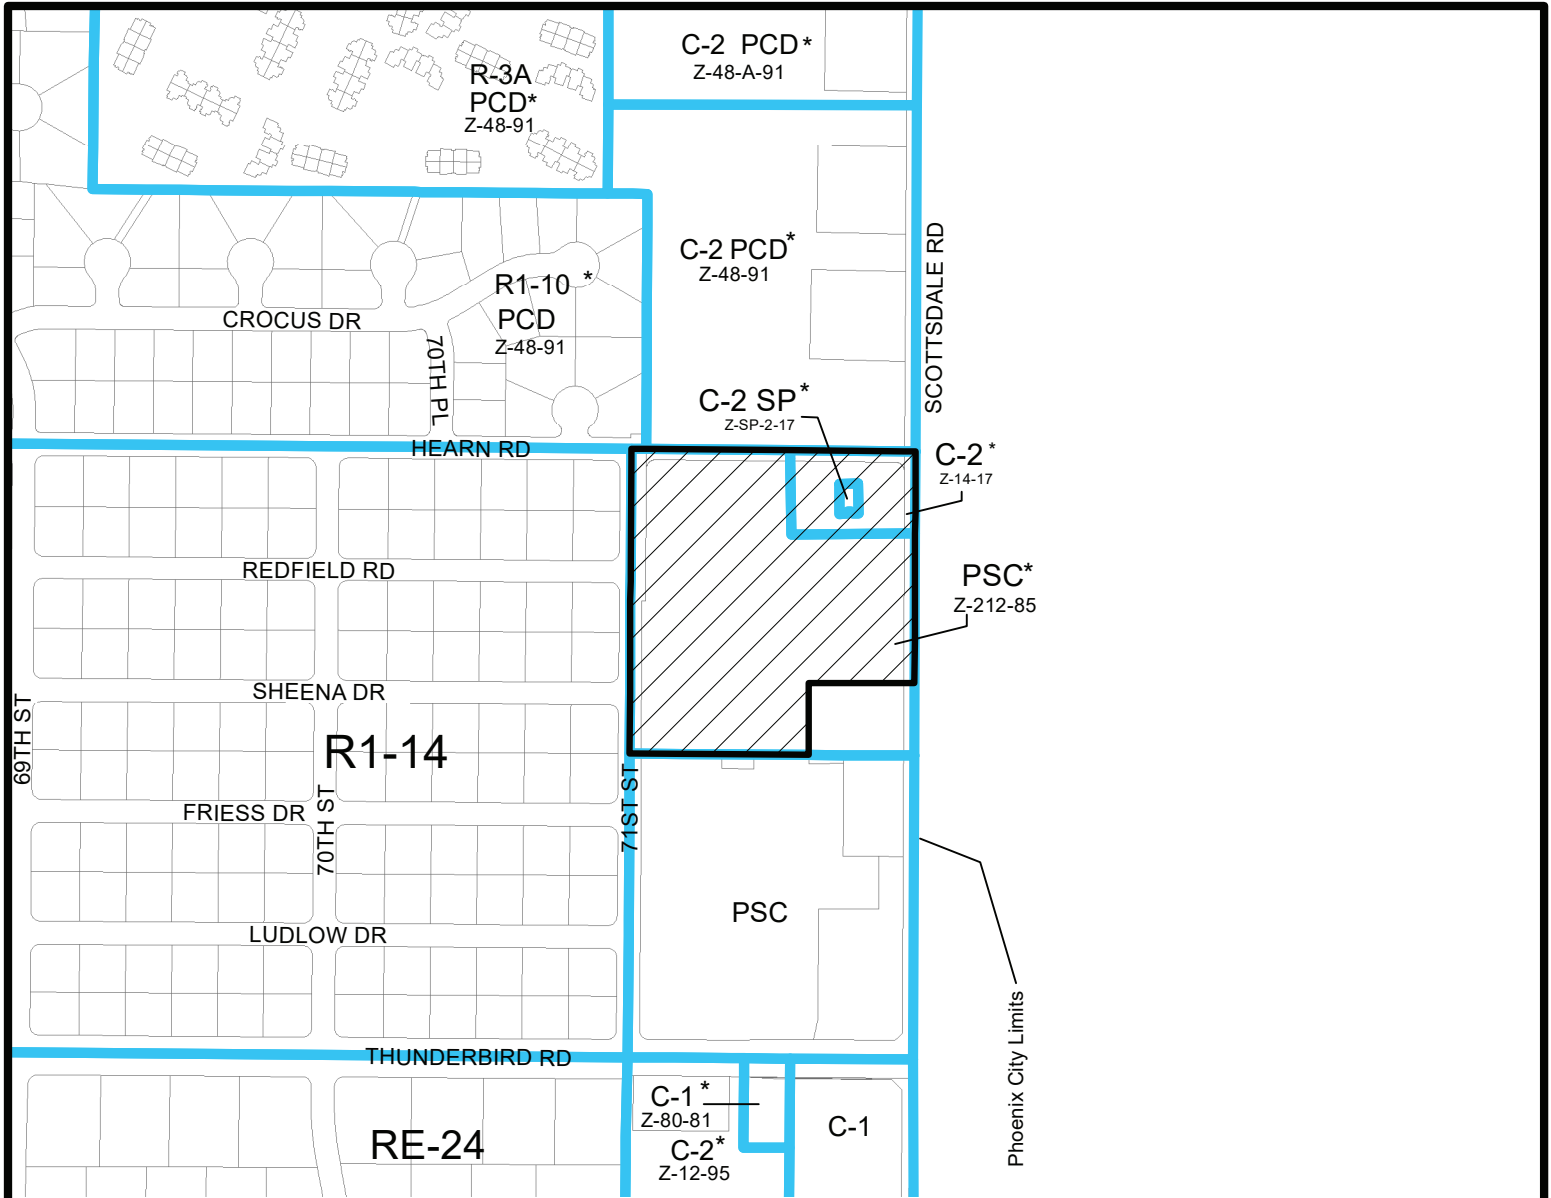 C-2 PCD*
Z-48-A-91
R-3A
PCD*
Z-48-91
C-2 PCD*
Z-48-91
SCOTTSDALE RD
R1-10 *
PCD
Z-48-91
CROCUS DR
70TH PL
C-2 SP*
Z-SP-2-17
HEARN RD
C-2*
Z-14-17
REDFIELD RD
PSC*
Z-212-85
SHEENA DR
69TH ST
R1-14
71ST ST
FRIESS DR
70TH ST
PSC
LUDLOW DR
Phoenix City Limits
THUNDERBIRD RD
C-1*
Z-80-81
C-1
RE-24
C-2*
Z-12-95